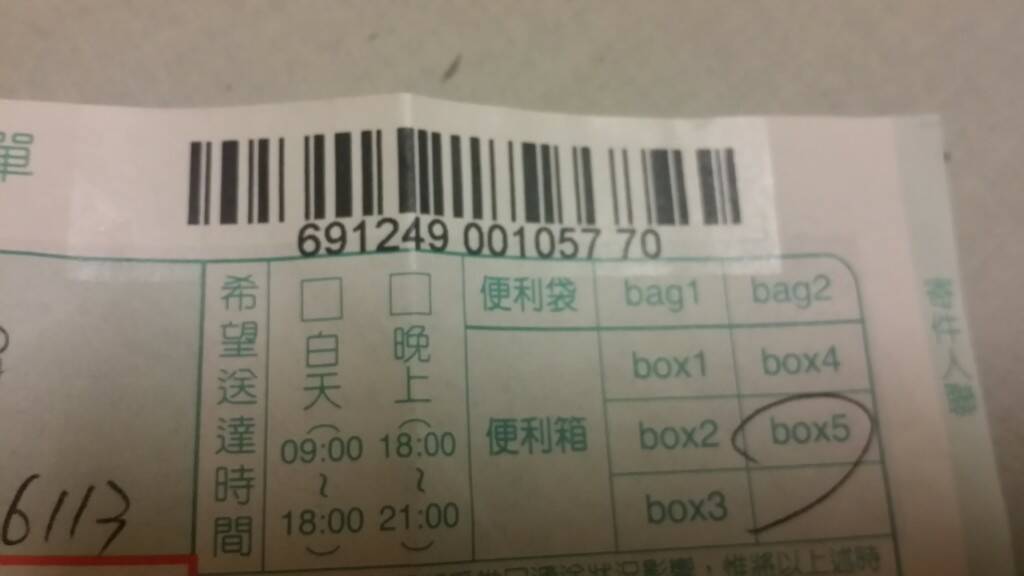 單
691249 001057 70
希望送達時間
□白天(09:00~18:00)
□晚上(18:00~21:00)
便利袋 bag1 bag2
便利箱
box1 box4
box2 box5
box3
寄件人聯
6113